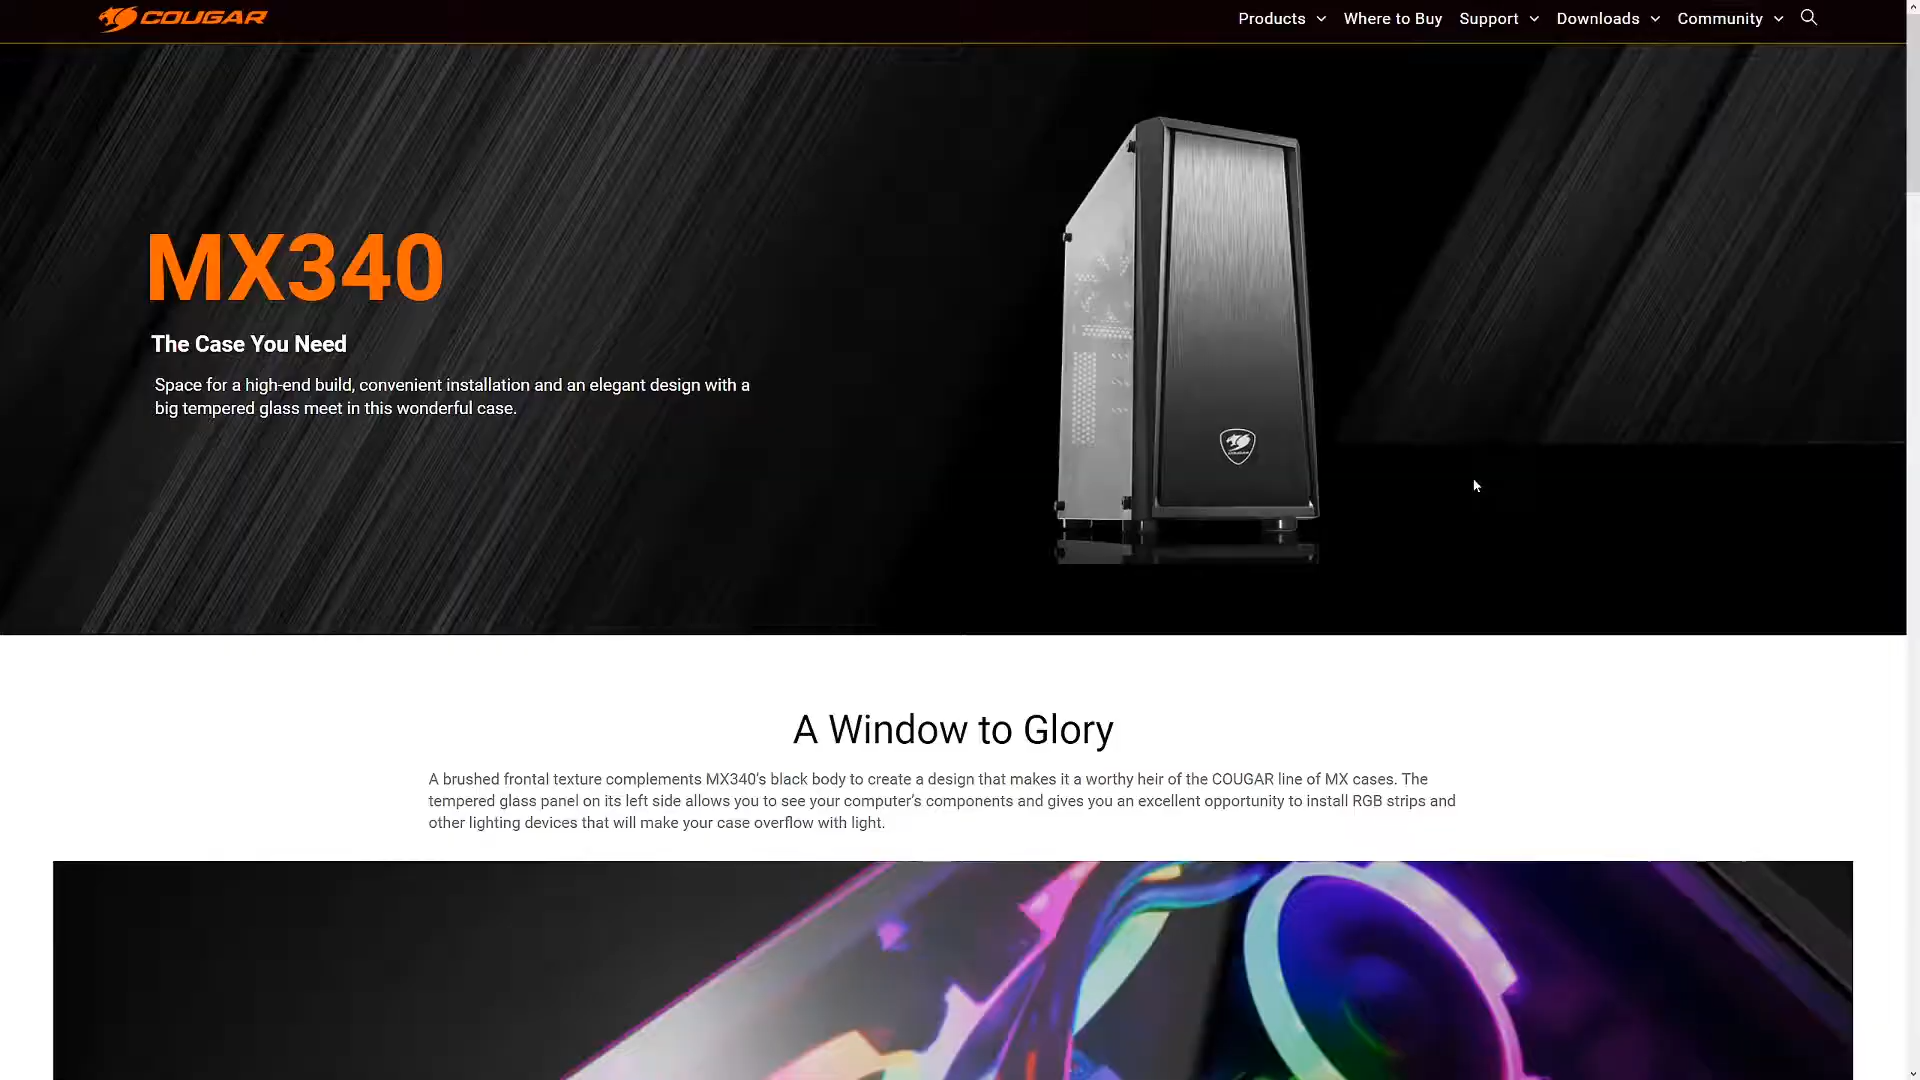 COUGAR
Products
Where to Buy
Support
Downloads
Community
MX340
The Case You Need
Space for a high-end build, convenient installation and an elegant design with a
big tempered glass meet in this wonderful case.
COUGAR
A Window to Glory
A brushed frontal texture complements MX340's black body to create a design that makes it a worthy heir of the COUGAR line of MX cases. The
tempered glass panel on its left side allows you to see your computer's components and gives you an excellent opportunity to install RGB strips and
other lighting devices that will make your case overflow with light.